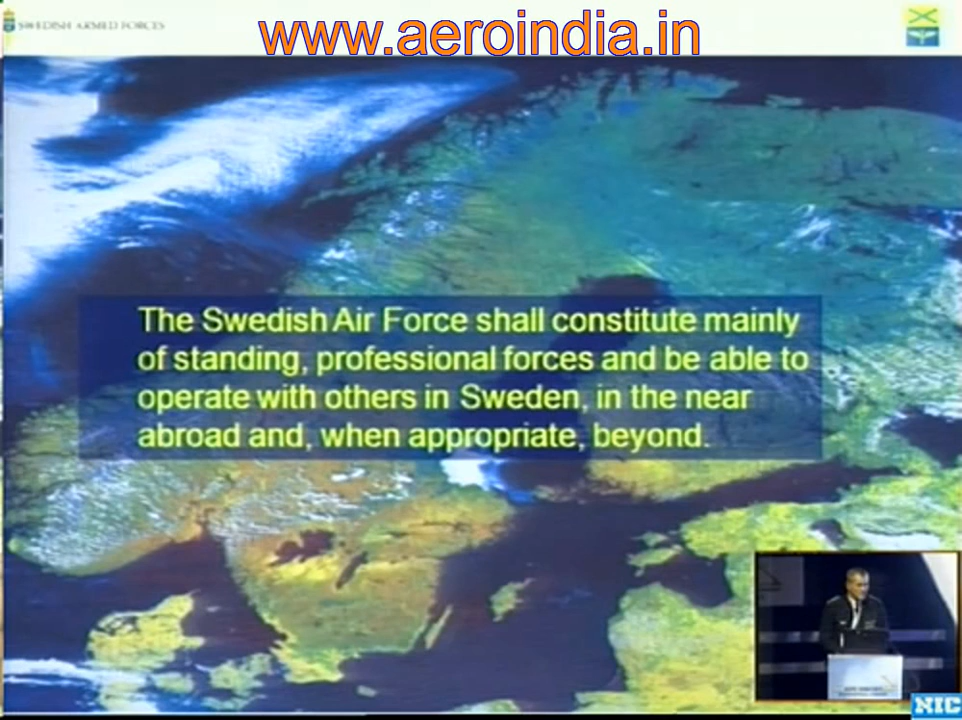 SWEDISH ARMED FORCES
www.aeroindia.in
The Swedish Air Force shall constitute mainly
of standing, professional forces and be able to
operate with others in Sweden, in the near
abroad and, when appropriate, beyond.
NIC